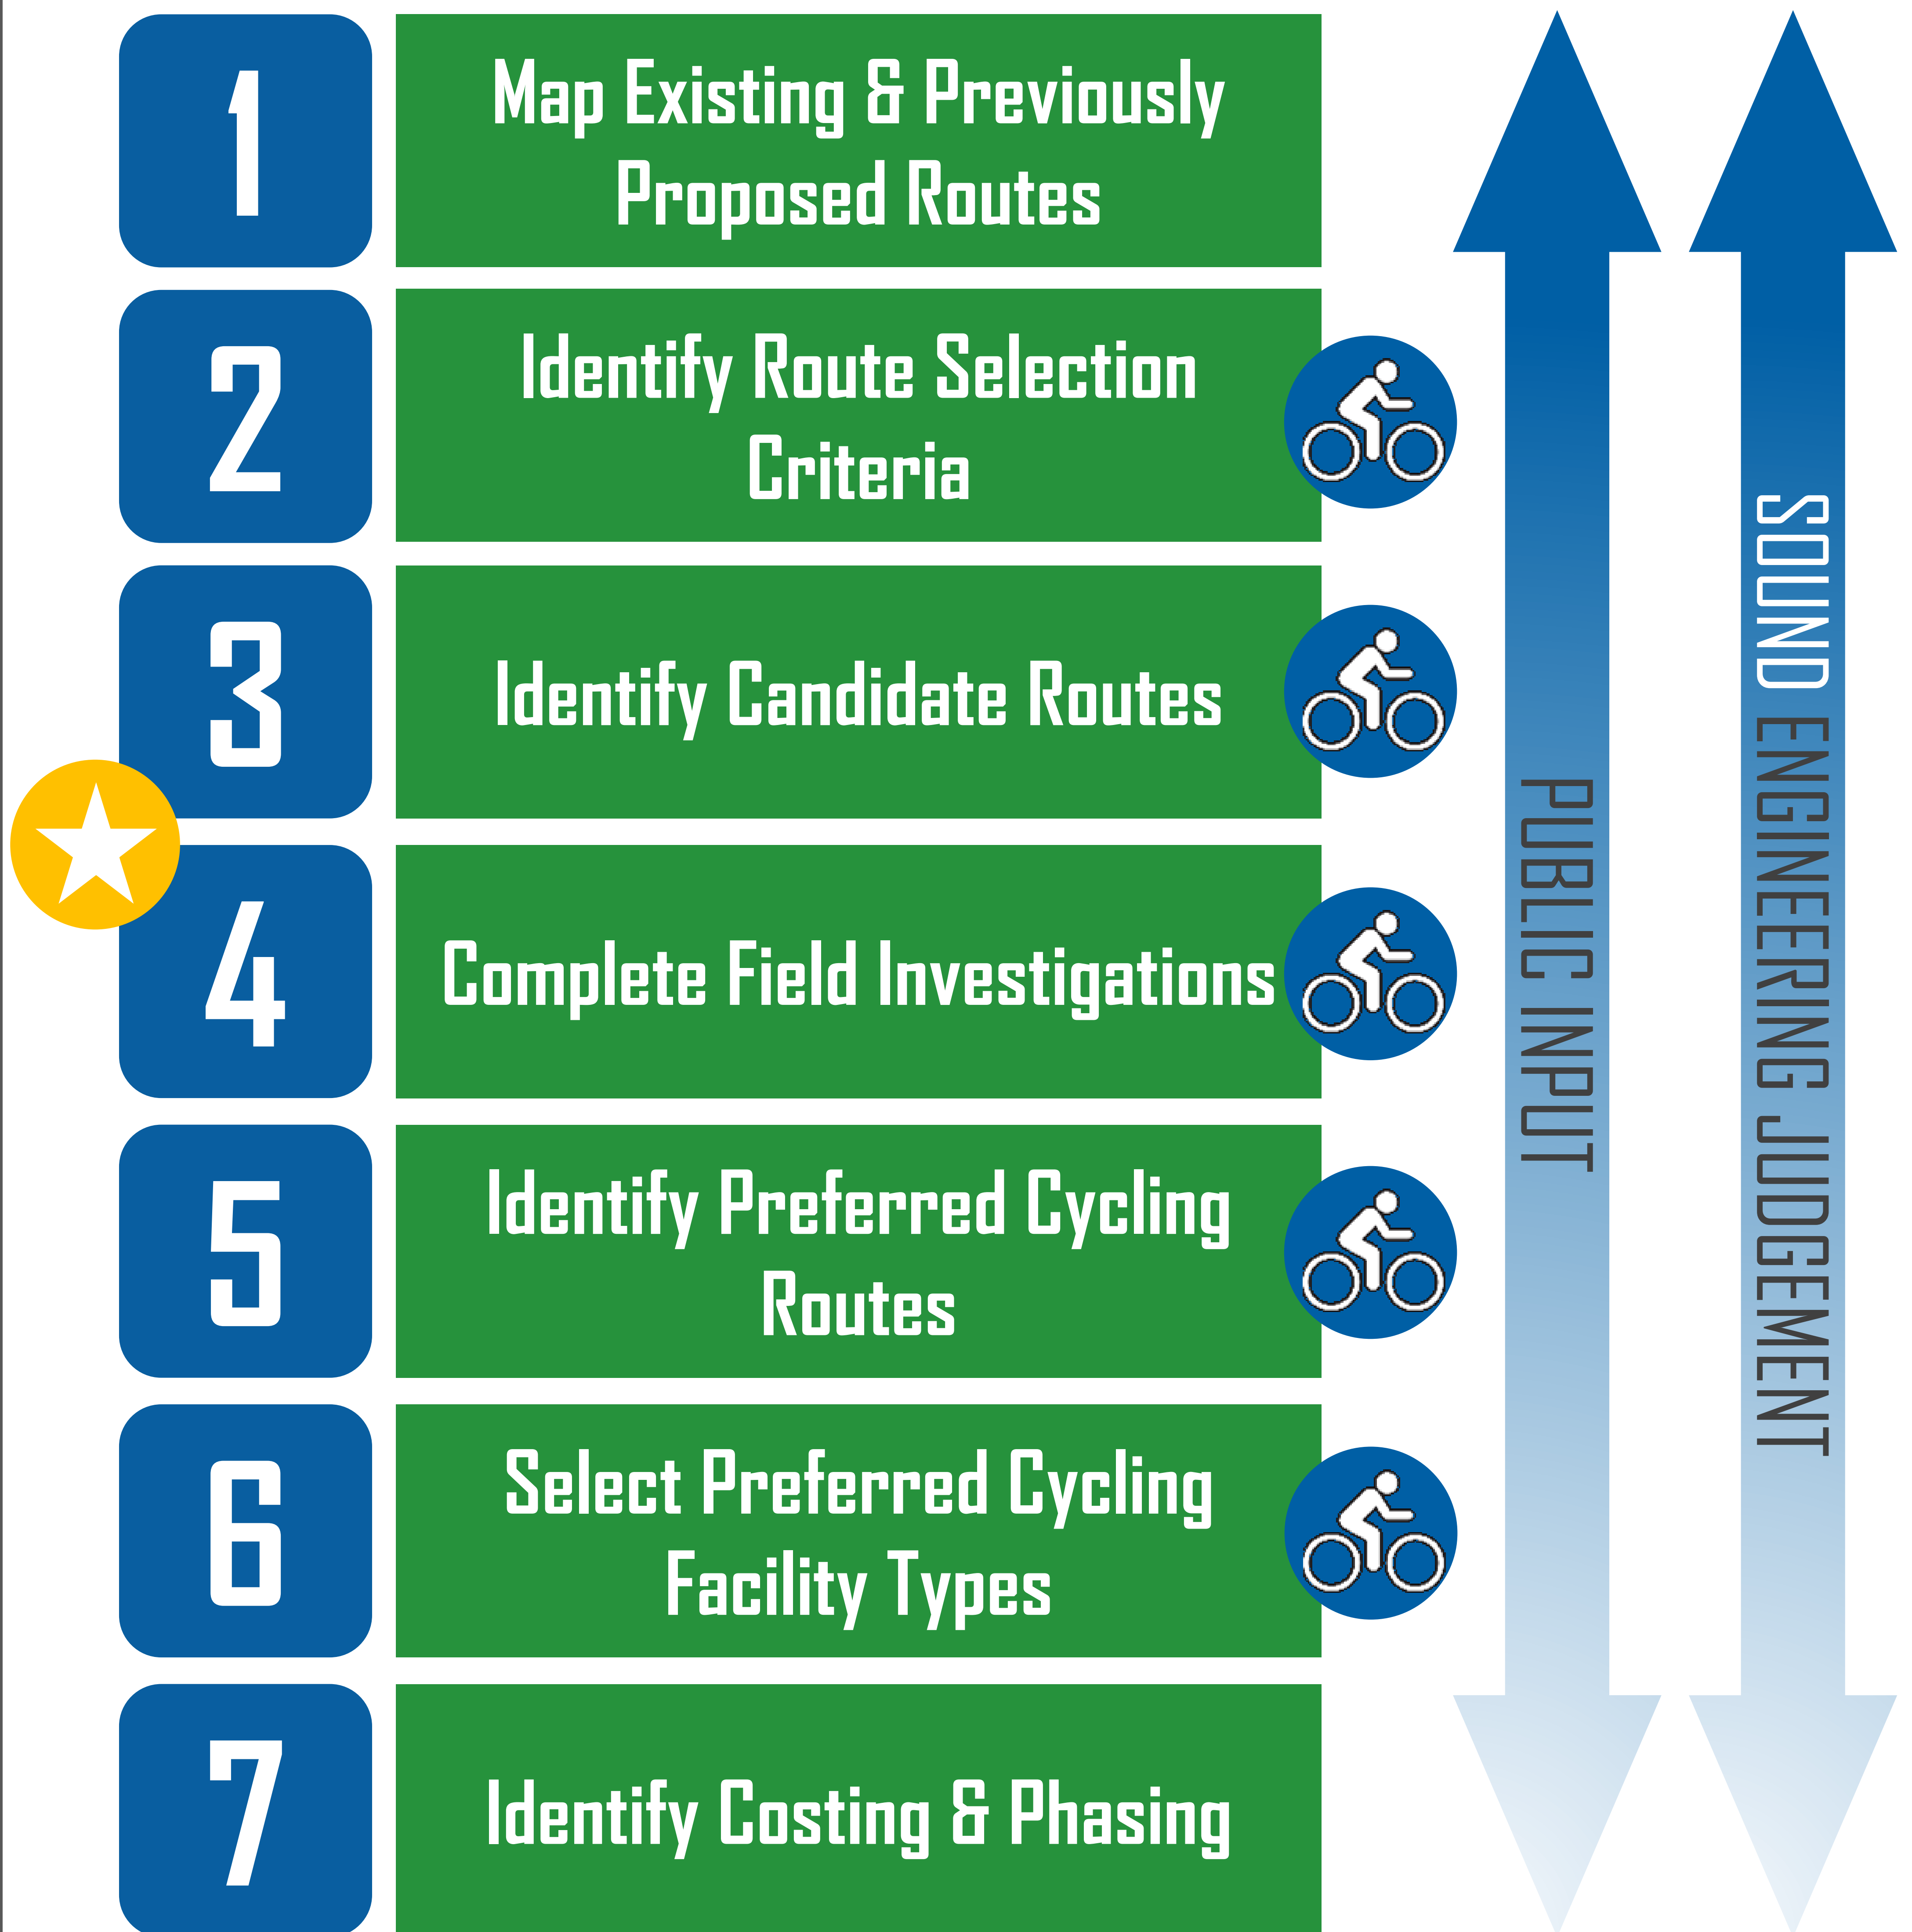 1
Map Existing & Previously
Proposed Routes
2
Identify Route Selection
Criteria
3
Identify Candidate Routes
4
Complete Field Investigations
5
Identify Preferred Cycling
Routes
6
Select Preferred Cycling
Facility Types
7
Identify Costing & Phasing
PUBLIC INPUT
SOUND ENGINEERING JUDGEMENT